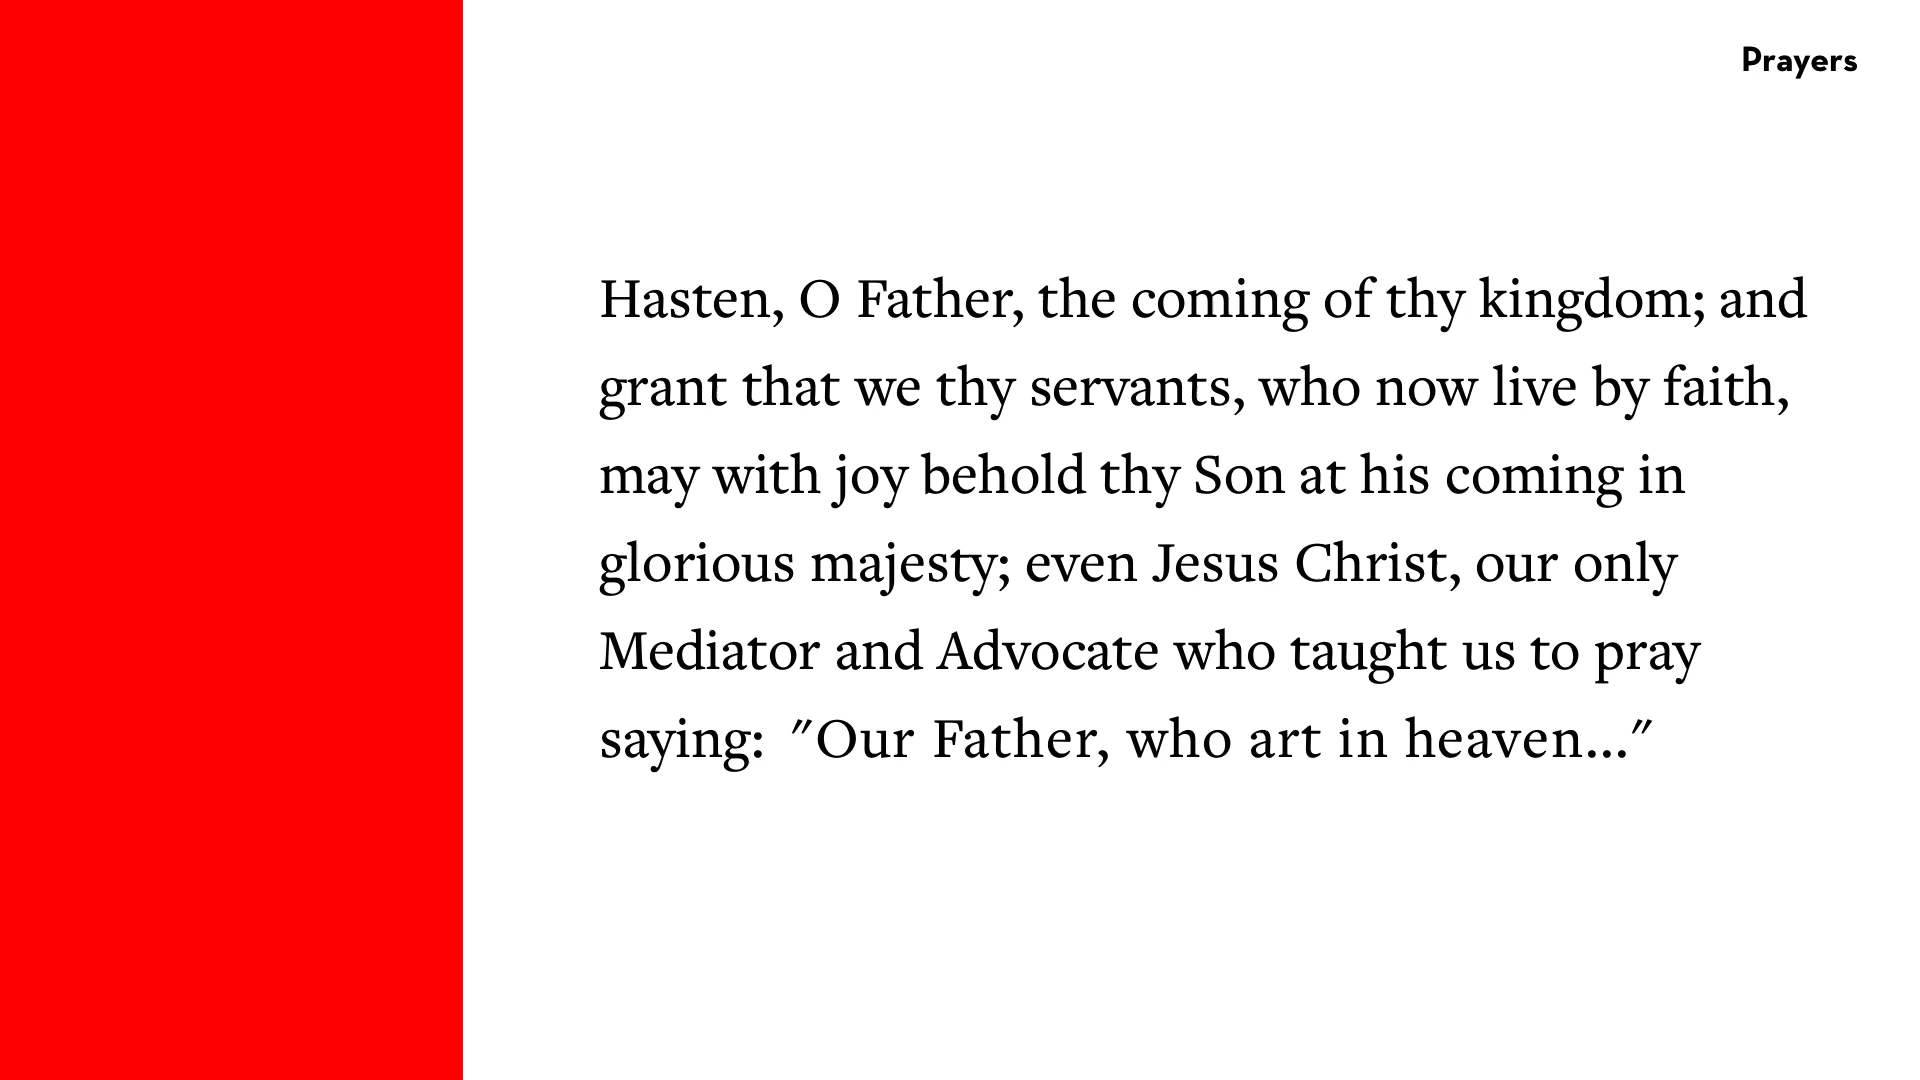 Prayers
Hasten, O Father, the coming of thy kingdom; and
grant that we thy servants, who now live by faith,
may with joy behold thy Son at his coming in
glorious majesty; even Jesus Christ, our only
Mediator and Advocate who taught us to pray
saying:  "Our Father, who art in heaven..."